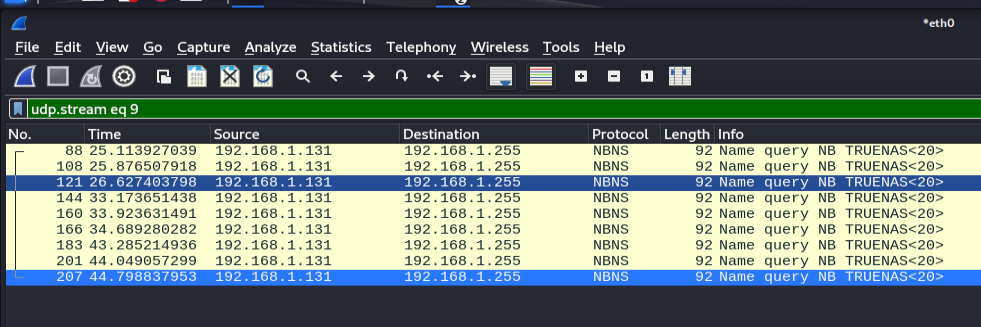 *eth0
File Edit View Go Capture Analyze Statistics Telephony Wireless Tools Help
udp.stream eq 9
No. Time Source Destination Protocol Length Info
88 25.113927039 192.168.1.131 192.168.1.255 NBNS 92 Name query NB TRUENAS<20>
108 25.876507918 192.168.1.131 192.168.1.255 NBNS 92 Name query NB TRUENAS<20>
121 26.627403798 192.168.1.131 192.168.1.255 NBNS 92 Name query NB TRUENAS<20>
144 33.173651438 192.168.1.131 192.168.1.255 NBNS 92 Name query NB TRUENAS<20>
160 33.923631491 192.168.1.131 192.168.1.255 NBNS 92 Name query NB TRUENAS<20>
166 34.689280282 192.168.1.131 192.168.1.255 NBNS 92 Name query NB TRUENAS<20>
183 43.285214936 192.168.1.131 192.168.1.255 NBNS 92 Name query NB TRUENAS<20>
201 44.049057299 192.168.1.131 192.168.1.255 NBNS 92 Name query NB TRUENAS<20>
207 44.798837953 192.168.1.131 192.168.1.255 NBNS 92 Name query NB TRUENAS<20>